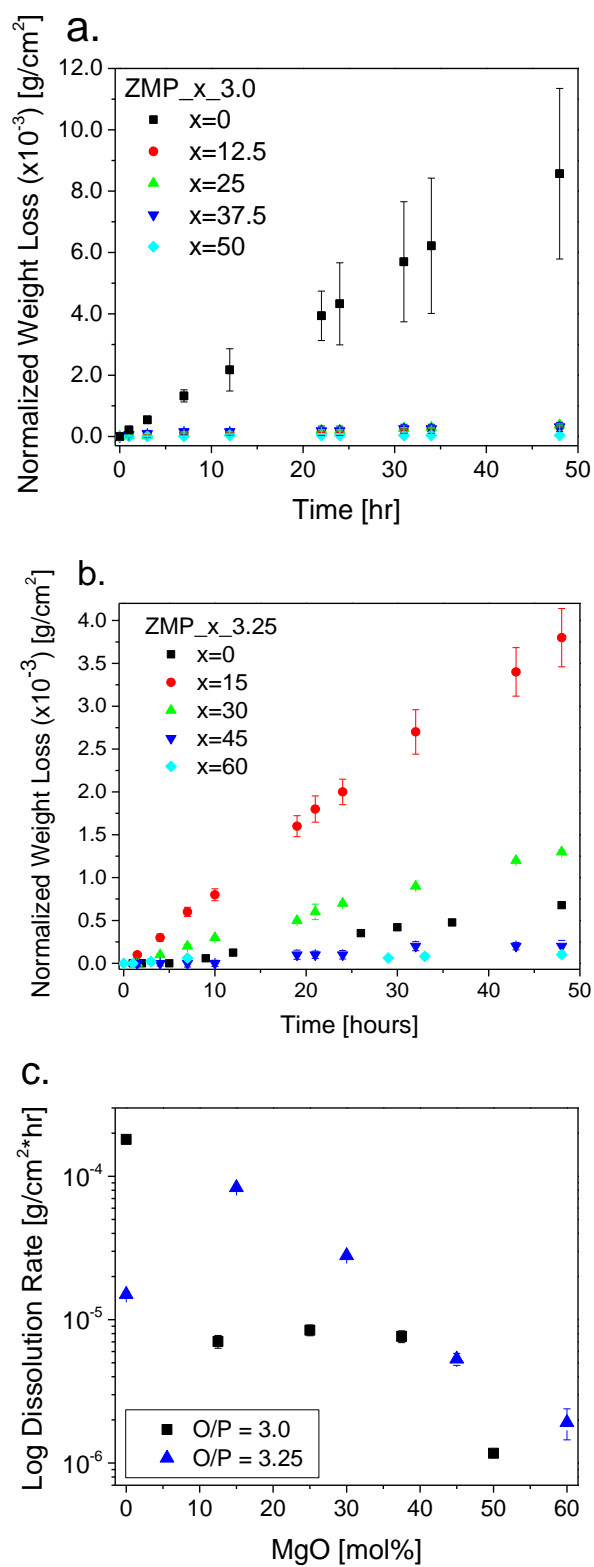 a.
Normalized Weight Loss (x10⁻³) [g/cm²]
12.0
10.0
8.0
6.0
4.0
2.0
0.0
ZMP_x_3.0
x=0
x=12.5
x=25
x=37.5
x=50
0 10 20 30 40 50
Time [hr]
b.
Normalized Weight Loss (x10⁻³) [g/cm²]
4.0
3.5
3.0
2.5
2.0
1.5
1.0
0.5
0.0
ZMP_x_3.25
x=0
x=15
x=30
x=45
x=60
0 10 20 30 40 50
Time [hours]
c.
Log Dissolution Rate [g/cm²*hr]
10⁻⁴
10⁻⁵
10⁻⁶
O/P = 3.0
O/P = 3.25
0 10 20 30 40 50 60
MgO [mol%]